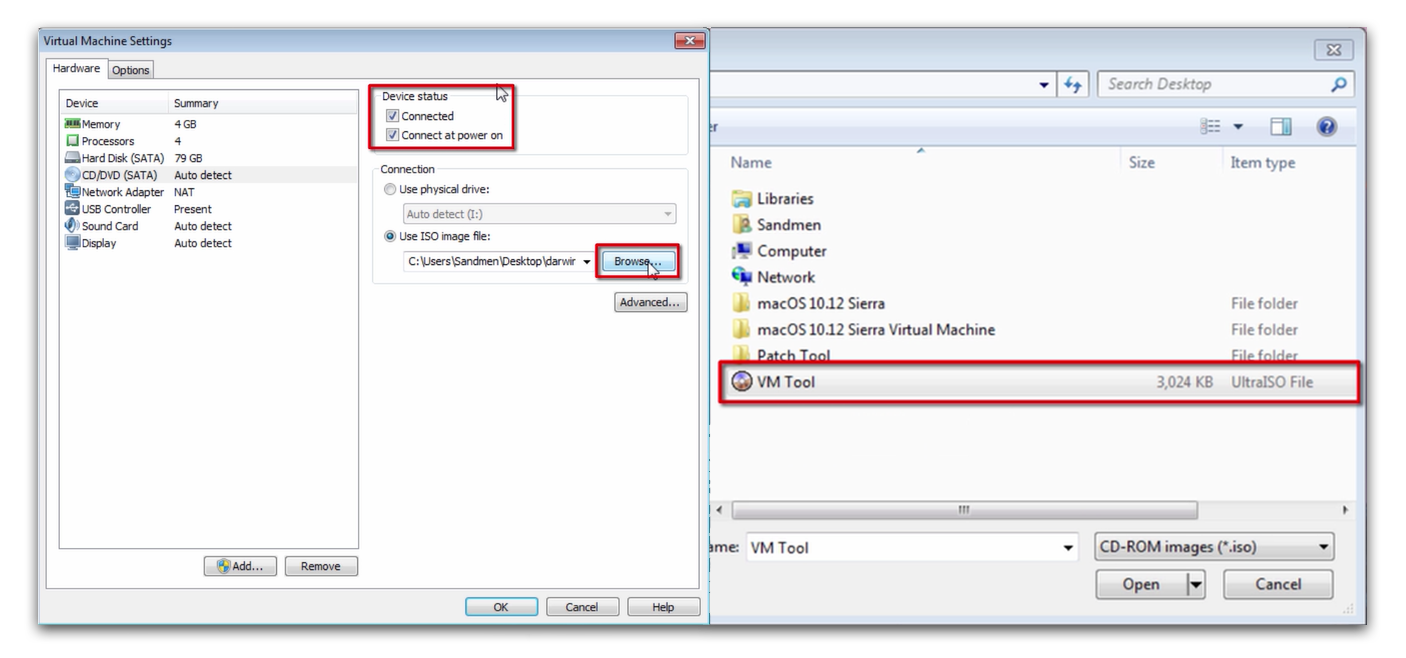 Virtual Machine Settings
Hardware Options
Device Summary
Memory 4 GB
Processors 4
Hard Disk (SATA) 79 GB
CD/DVD (SATA) Auto detect
Network Adapter NAT
USB Controller Present
Sound Card Auto detect
Display Auto detect
Add... Remove
Device status
Connected
Connect at power on
Connection
Use physical drive:
Auto detect (I:)
Use ISO image file:
C:\Users\Sandmen\Desktop\darwir Browse...
Advanced...
OK Cancel Help
Search Desktop
er
Name Size Item type
Libraries
Sandmen
Computer
Network
macOS 10.12 Sierra File folder
macOS 10.12 Sierra Virtual Machine File folder
Patch Tool File folder
VM Tool 3,024 KB UltraISO File
ame: VM Tool CD-ROM images (*.iso)
Open Cancel